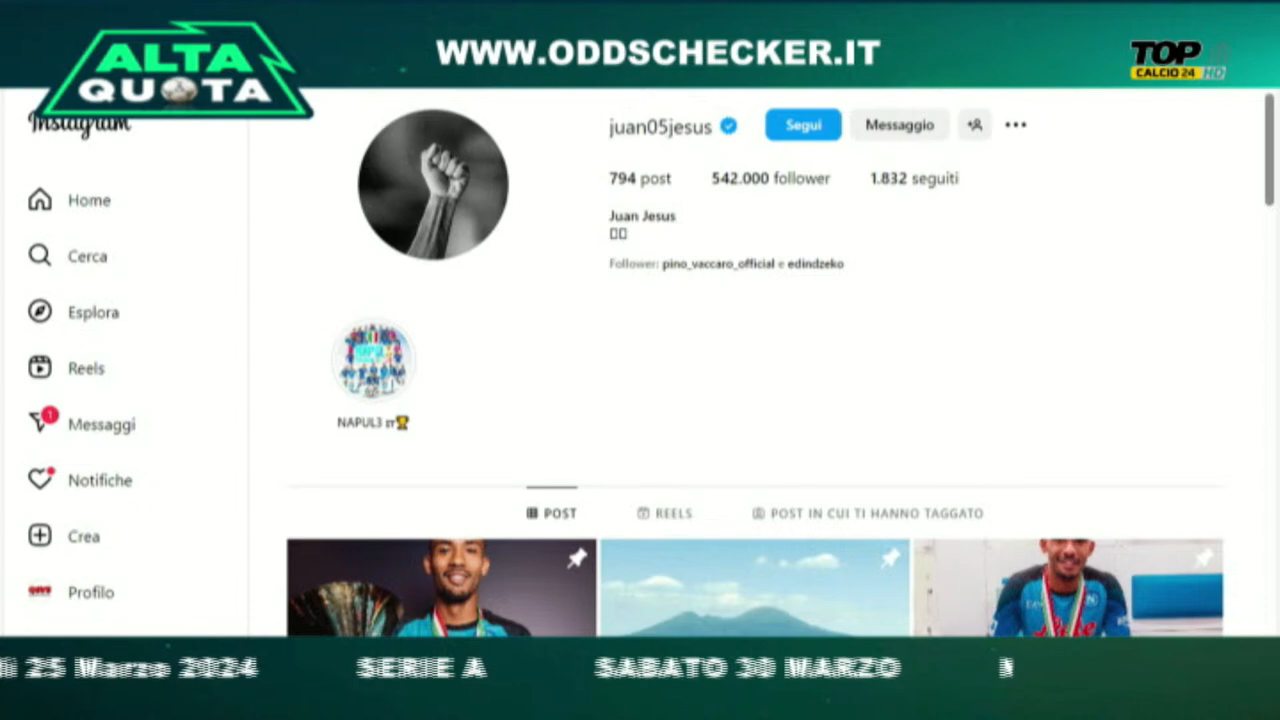 ALTA
QUOTA
WWW.ODDSCHECKER.IT
TOP
CALCIO 24 HD
Instagram
juan05jesus
Segui
Messaggio
794 post
542.000 follower
1.832 seguiti
Juan Jesus
Follower: pino_vaccaro_official e edindzeko
Home
Cerca
Esplora
Reels
1
Messaggi
Notifiche
Crea
Profilo
NAPUL3 🏆
POST
REELS
POST IN CUI TI HANNO TAGGATO
25 Marzo 2024
SERIE A
SABATO 30 MARZO